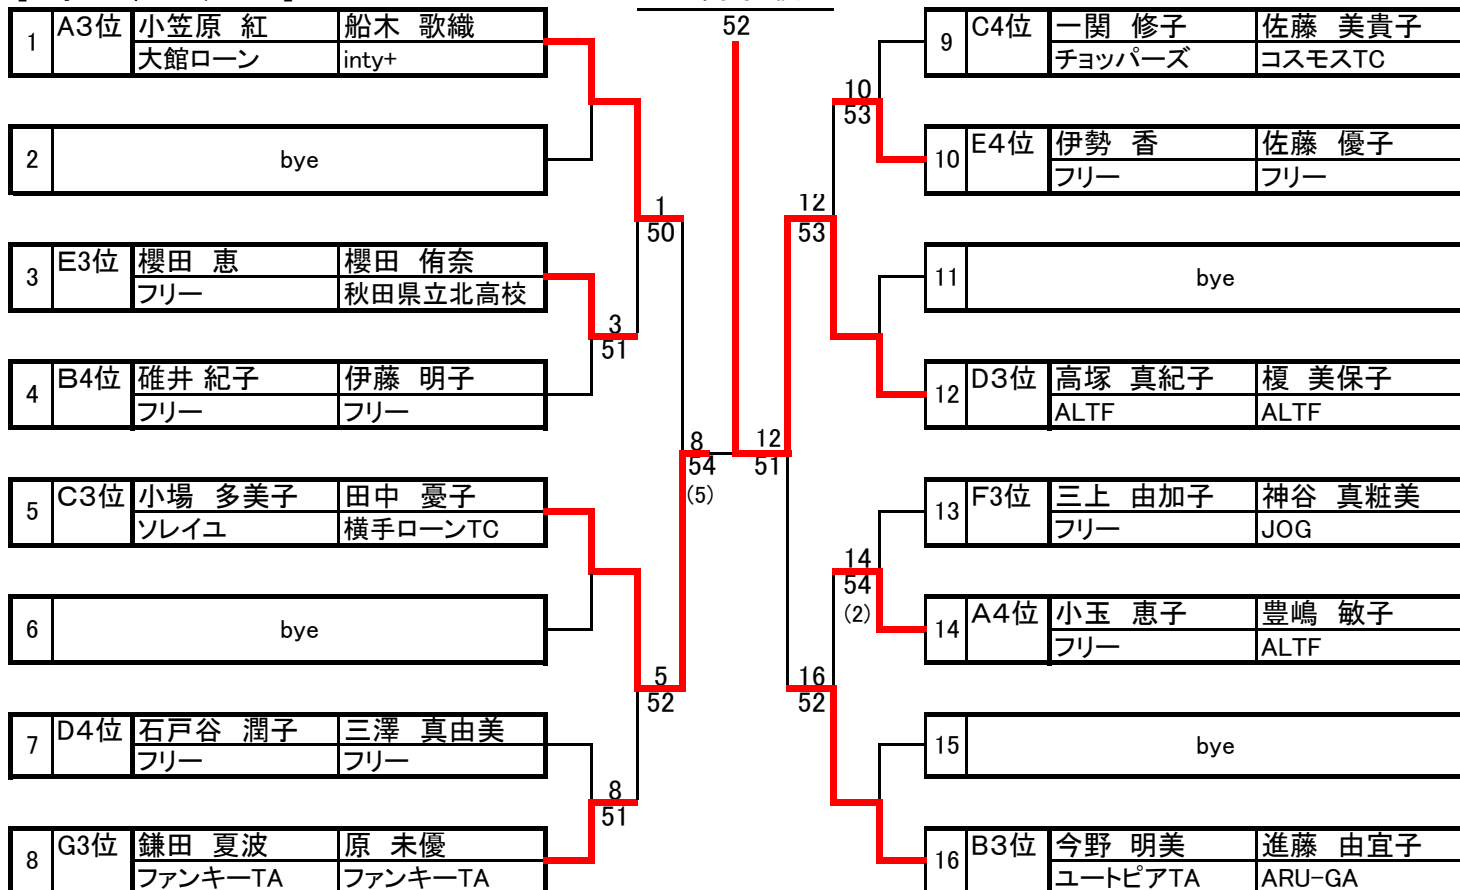 1 A3位 小笠原 紅 船木 歌織
大館ローン inty+
2 bye
3 E3位 櫻田 恵 櫻田 侑奈
フリー 秋田県立北高校
4 B4位 碓井 紀子 伊藤 明子
フリー フリー
5 C3位 小場 多美子 田中 憂子
ソレイユ 横手ローンTC
6 bye
7 D4位 石戸谷 潤子 三澤 真由美
フリー フリー
8 G3位 鎌田 夏波 原 未優
ファンキーTA ファンキーTA
1
50
3
51
5
52
8
51
8
54
(5)
52
12
51
12
53
10
53
14
54
(2)
16
52
9 C4位 一関 修子 佐藤 美貴子
チョッパーズ コスモスTC
10 E4位 伊勢 香 佐藤 優子
フリー フリー
11 bye
12 D3位 高塚 真紀子 榎 美保子
ALTF ALTF
13 F3位 三上 由加子 神谷 真粧美
フリー JOG
14 A4位 小玉 恵子 豊嶋 敏子
フリー ALTF
15 bye
16 B3位 今野 明美 進藤 由宜子
ユートピアTA ARU-GA